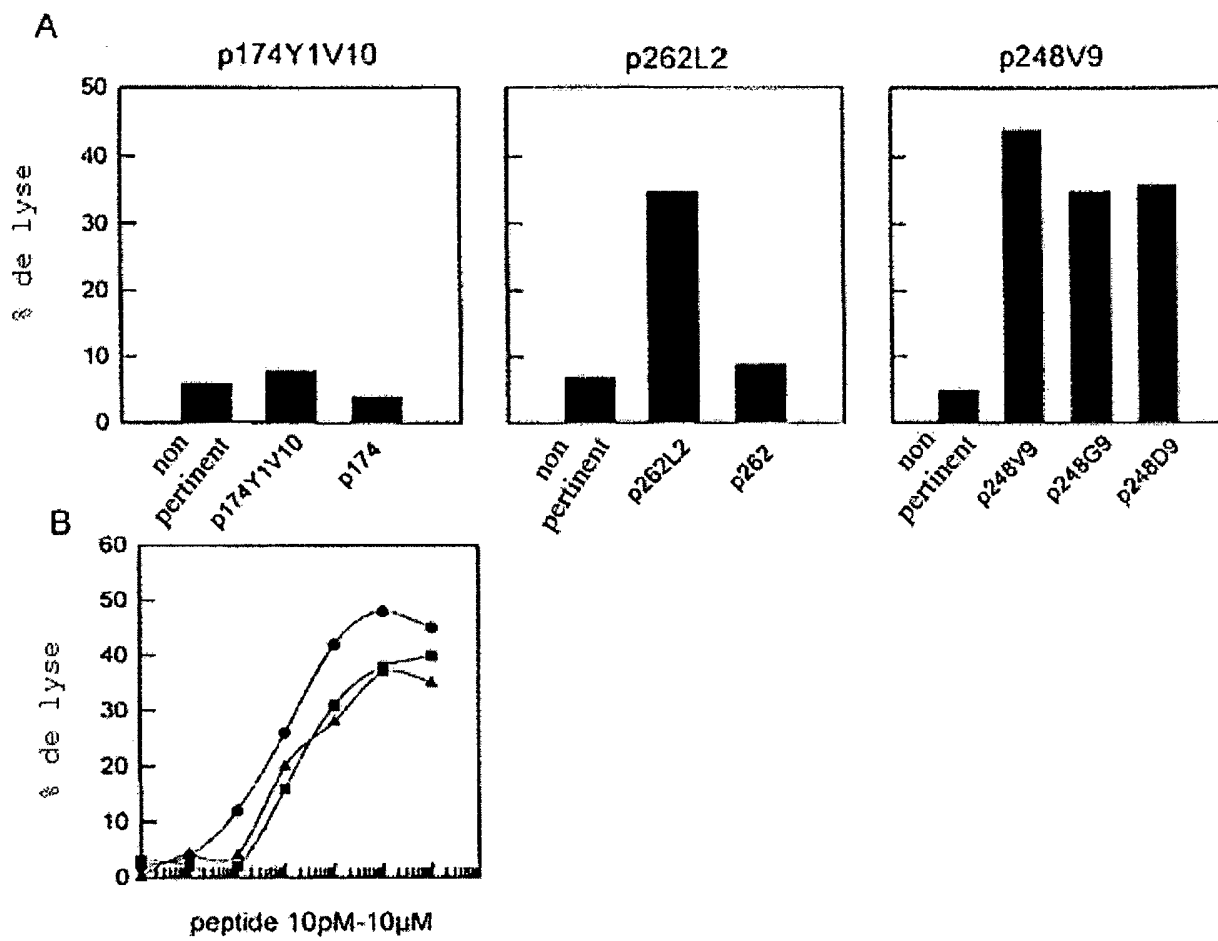 A
p174Y1V10
p262L2
p248V9
% de lyse
50
40
30
20
10
0
non
pertinent
p174Y1V10
p174
non
pertinent
p262L2
p262
non
pertinent
p248V9
p248G9
p248D9
B
% de lyse
60
50
40
30
20
10
0
peptide 10pM-10µM